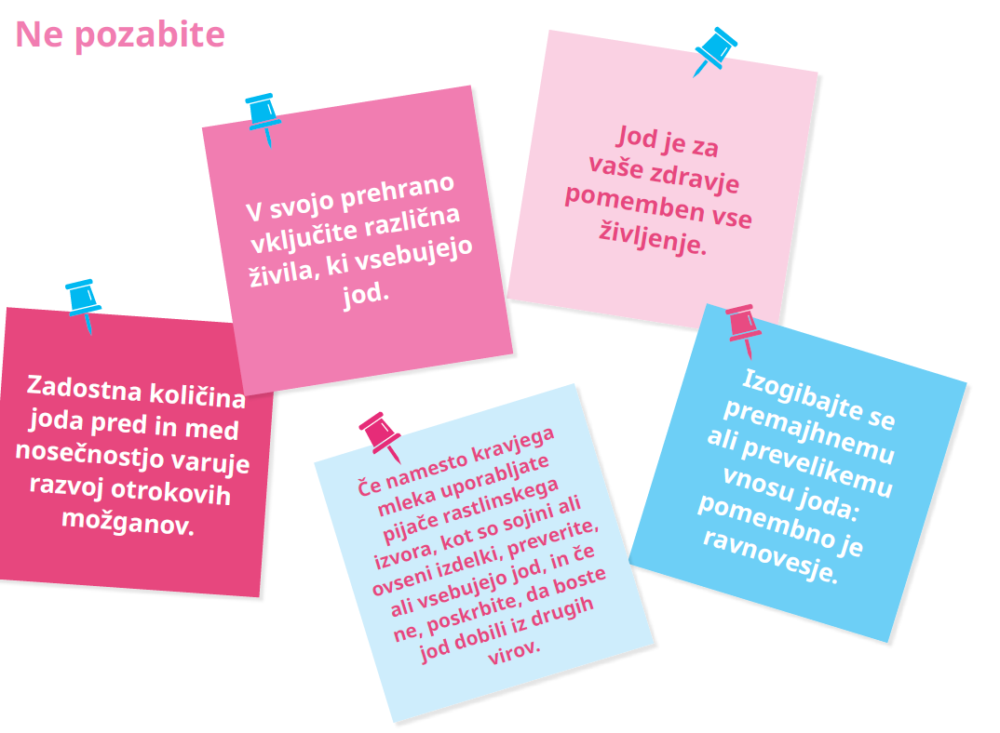 Ne pozabite
Zadostna količina
joda pred in med
nosečnostjo varuje
razvoj otrokovih
možganov.
V svojo prehrano
vključite različna
živila, ki vsebujejo
jod.
Jod je za
vaše zdravje
pomemben vse
življenje.
Če namesto kravjega
mleka uporabljate
pijače rastlinskega
izvora, kot so sojini ali
ovseni izdelki, preverite,
ali vsebujejo jod, in če
ne, poskrbite, da boste
jod dobili iz drugih
virov.
Izogibajte se
premajhnemu
ali prevelikemu
vnosu joda:
pomembno je
ravnovesje.